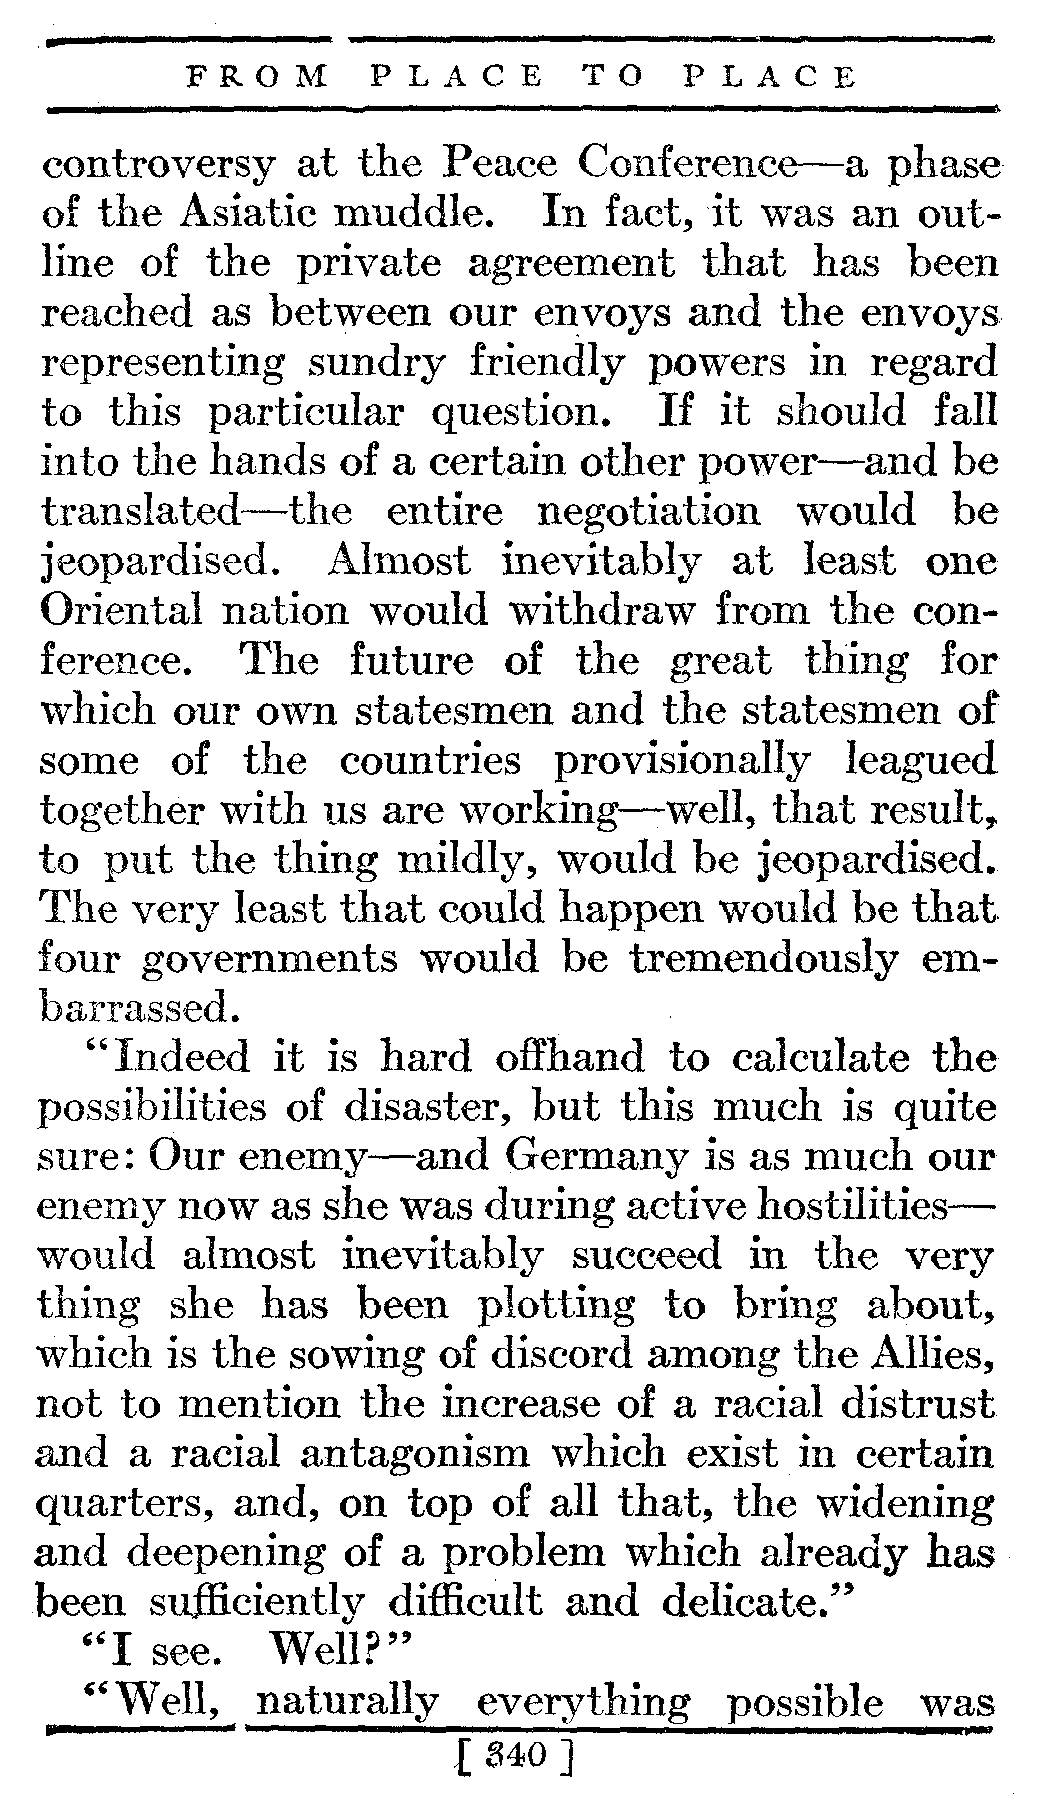 FROM PLACE TO PLACE
controversy at the Peace Conference—a phase
of the Asiatic muddle. In fact, it was an out-
line of the private agreement that has been
reached as between our envoys and the envoys
representing sundry friendly powers in regard
to this particular question. If it should fall
into the hands of a certain other power—and be
translated—the entire negotiation would be
jeopardised. Almost inevitably at least one
Oriental nation would withdraw from the con-
ference. The future of the great thing for
which our own statesmen and the statesmen of
some of the countries provisionally leagued
together with us are working—well, that result,
to put the thing mildly, would be jeopardised.
The very least that could happen would be that
four governments would be tremendously em-
barrassed.
“Indeed it is hard offhand to calculate the
possibilities of disaster, but this much is quite
sure: Our enemy—and Germany is as much our
enemy now as she was during active hostilities—
would almost inevitably succeed in the very
thing she has been plotting to bring about,
which is the sowing of discord among the Allies,
not to mention the increase of a racial distrust
and a racial antagonism which exist in certain
quarters, and, on top of all that, the widening
and deepening of a problem which already has
been sufficiently difficult and delicate.”
“I see. Well?”
“Well, naturally everything possible was
[ 340 ]